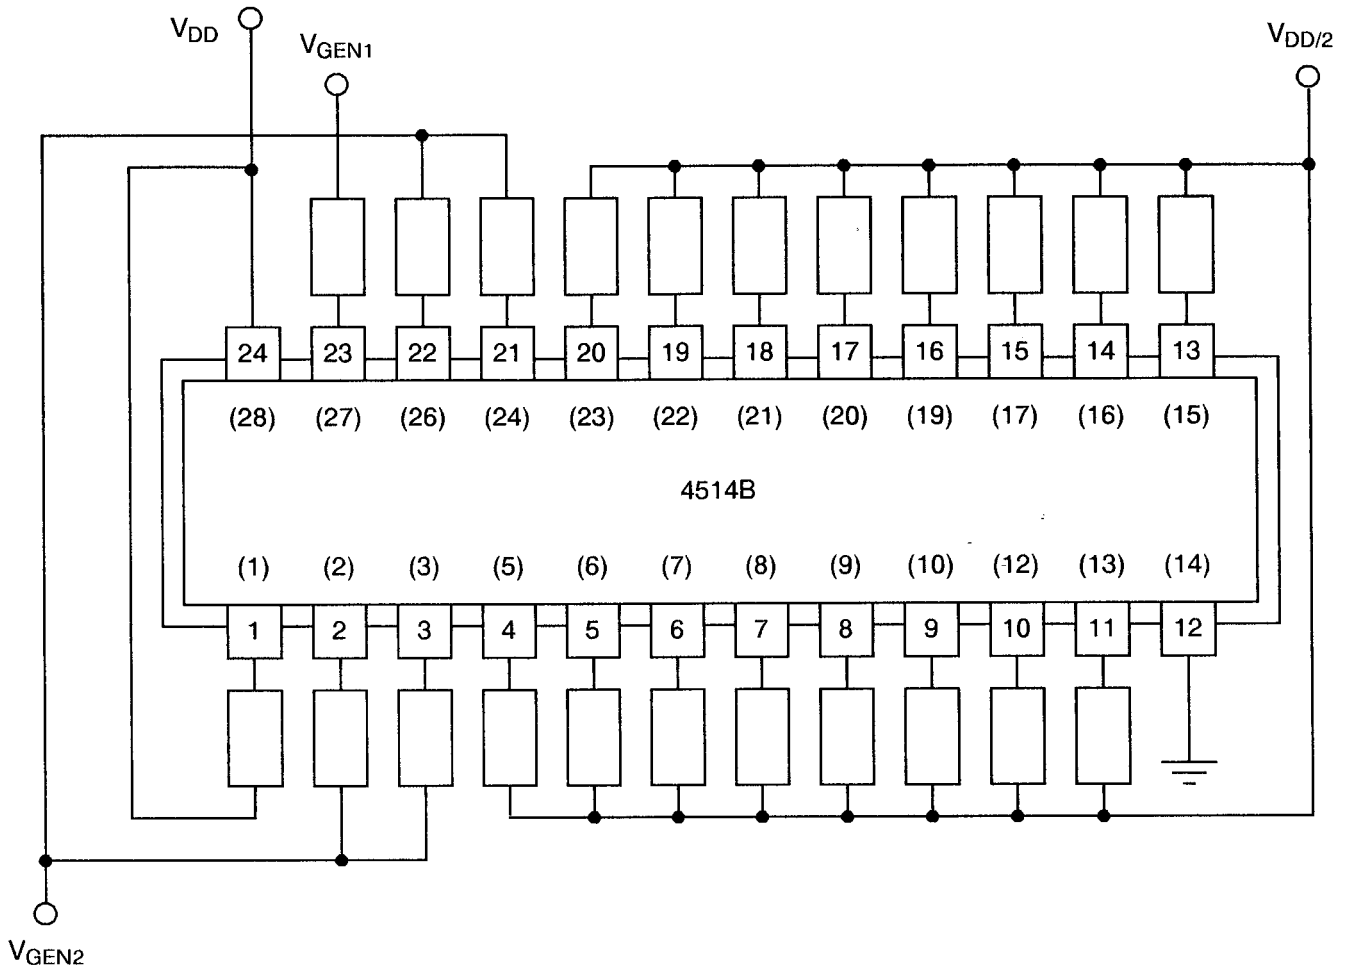 VDD
VGEN1
VDD/2
24 23 22 21 20 19 18 17 16 15 14 13
(28) (27) (26) (24) (23) (22) (21) (20) (19) (17) (16) (15)
4514B
(1) (2) (3) (5) (6) (7) (8) (9) (10) (12) (13) (14)
1 2 3 4 5 6 7 8 9 10 11 12
VGEN2